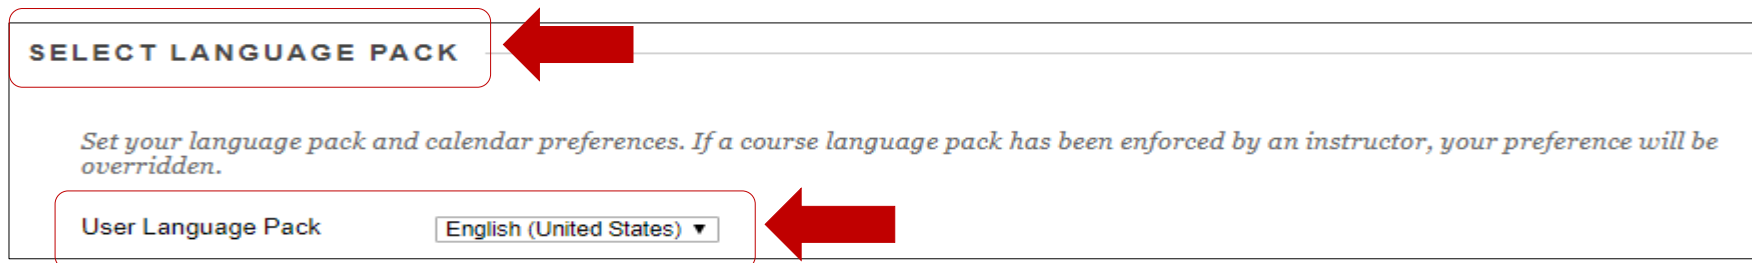 SELECT LANGUAGE PACK
Set your language pack and calendar preferences. If a course language pack has been enforced by an instructor, your preference will be
overridden.
User Language Pack English (United States) ▼